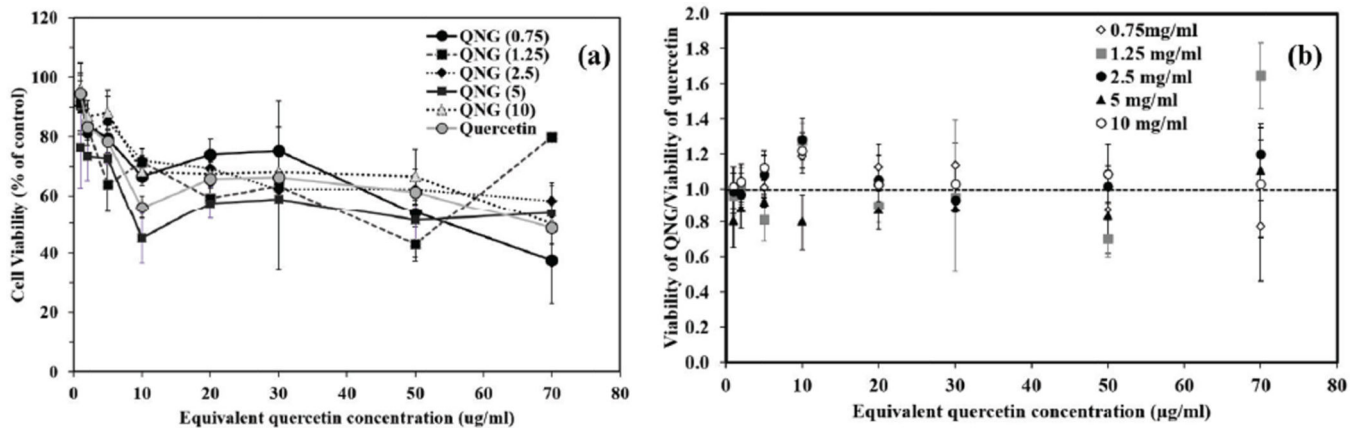 120
100
80
60
40
20
0
0 10 20 30 40 50 60 70 80
Cell Viability (% of control)
Equivalent quercetin concentration (ug/ml)
QNG (0.75)
QNG (1.25)
QNG (2.5)
QNG (5)
QNG (10)
Quercetin
(a)
2.0
1.8
1.6
1.4
1.2
1.0
0.8
0.6
0.4
0.2
0.0
0 10 20 30 40 50 60 70 80
Viability of QNG/Viability of quercetin
Equivalent quercetin concentration (µg/ml)
0.75mg/ml
1.25 mg/ml
2.5 mg/ml
5 mg/ml
10 mg/ml
(b)